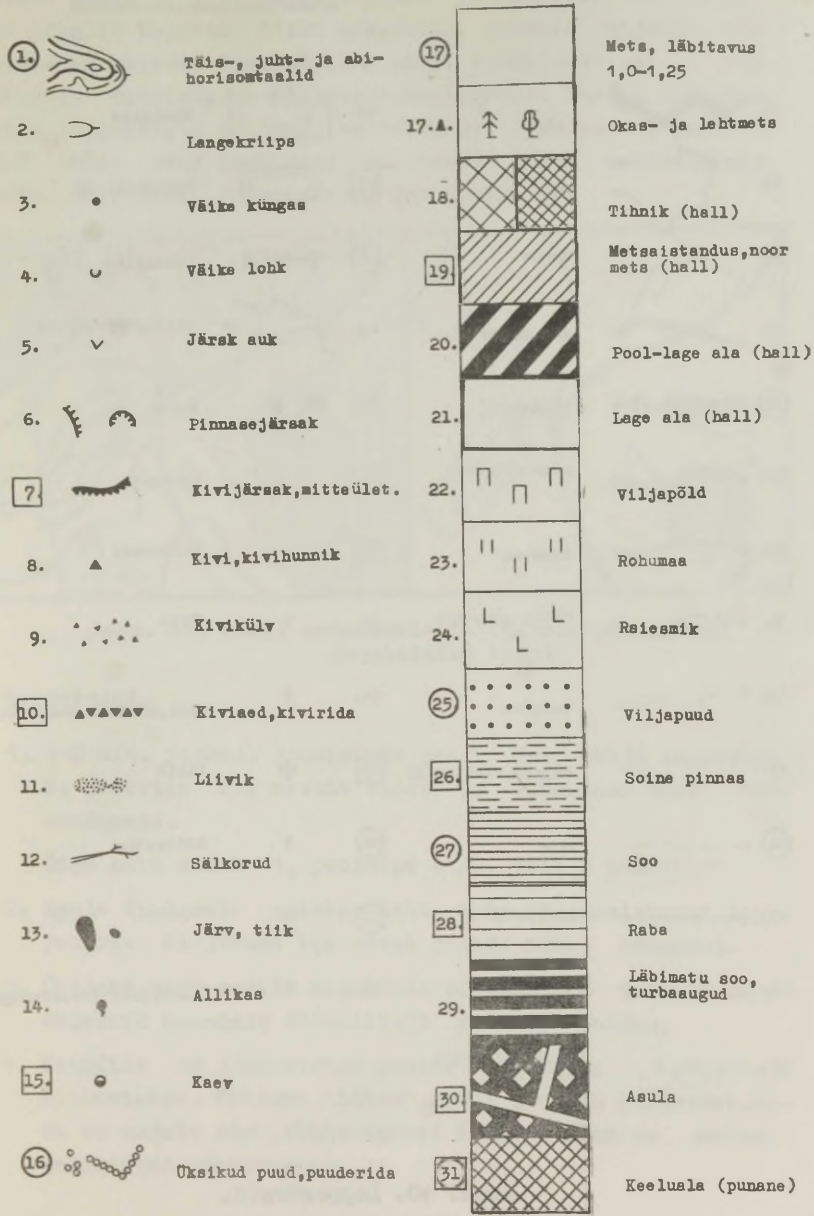 1. Täis-, juht- ja abi-
horisontaalid
2. Langekriips
3. Väike küngas
4. Väike lohk
5. Järsk auk
6. Pinnasejärsak
7. Kivijärsak,mitteület.
8. Kivi,kivihunnik
9. Kivikülv
10. Kiviaed,kivirida
11. Liivik
12. Sälkorud
13. Järv, tiik
14. Allikas
15. Kaev
16. Üksikud puud,puuderida
17. Mets, läbitavus
1,0-1,25
17.A. Okas- ja lehtmets
18. Tihnik (hall)
19. Metsaistandus,noor
mets (hall)
20. Pool-lage ala (hall)
21. Lage ala (hall)
22. Viljapõld
23. Rohumaa
24. Raiesmik
25. Viljapuud
26. Soine pinnas
27. Soo
28. Raba
29. Läbimatu soo,
turbaaugud
30. Asula
31. Keeluala (punane)